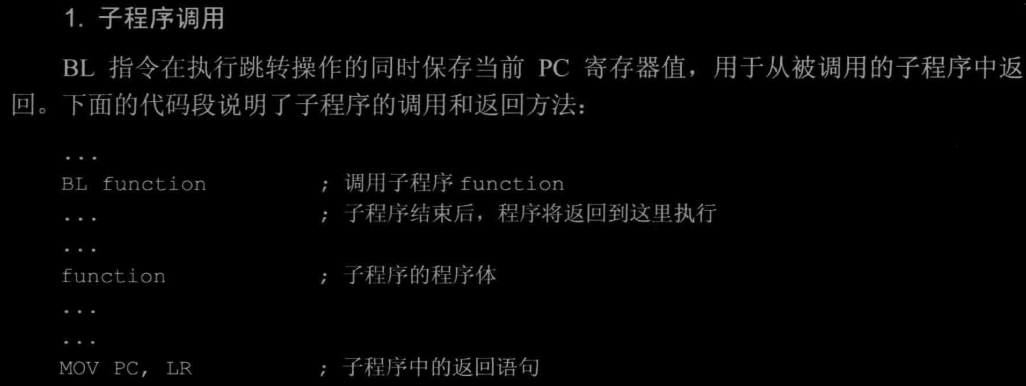 1. 子程序调用
BL 指令在执行跳转操作的同时保存当前 PC 寄存器值，用于从被调用的子程序中返
回。下面的代码段说明了子程序的调用和返回方法：
...
BL function ; 调用子程序 function
... ; 子程序结束后，程序将返回到这里执行
...
function ; 子程序的程序体
...
...
MOV PC, LR ; 子程序中的返回语句